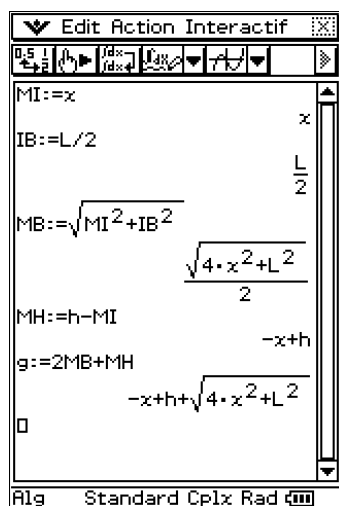 Edit Action Interactif
MI:=x
x
IB:=L/2
L/2
MB:=√(MI²+IB²)
√(4·x²+L²)/2
MH:=h-MI
-x+h
g:=2MB+MH
-x+h+√(4·x²+L²)
Alg Standard Cplx Rad